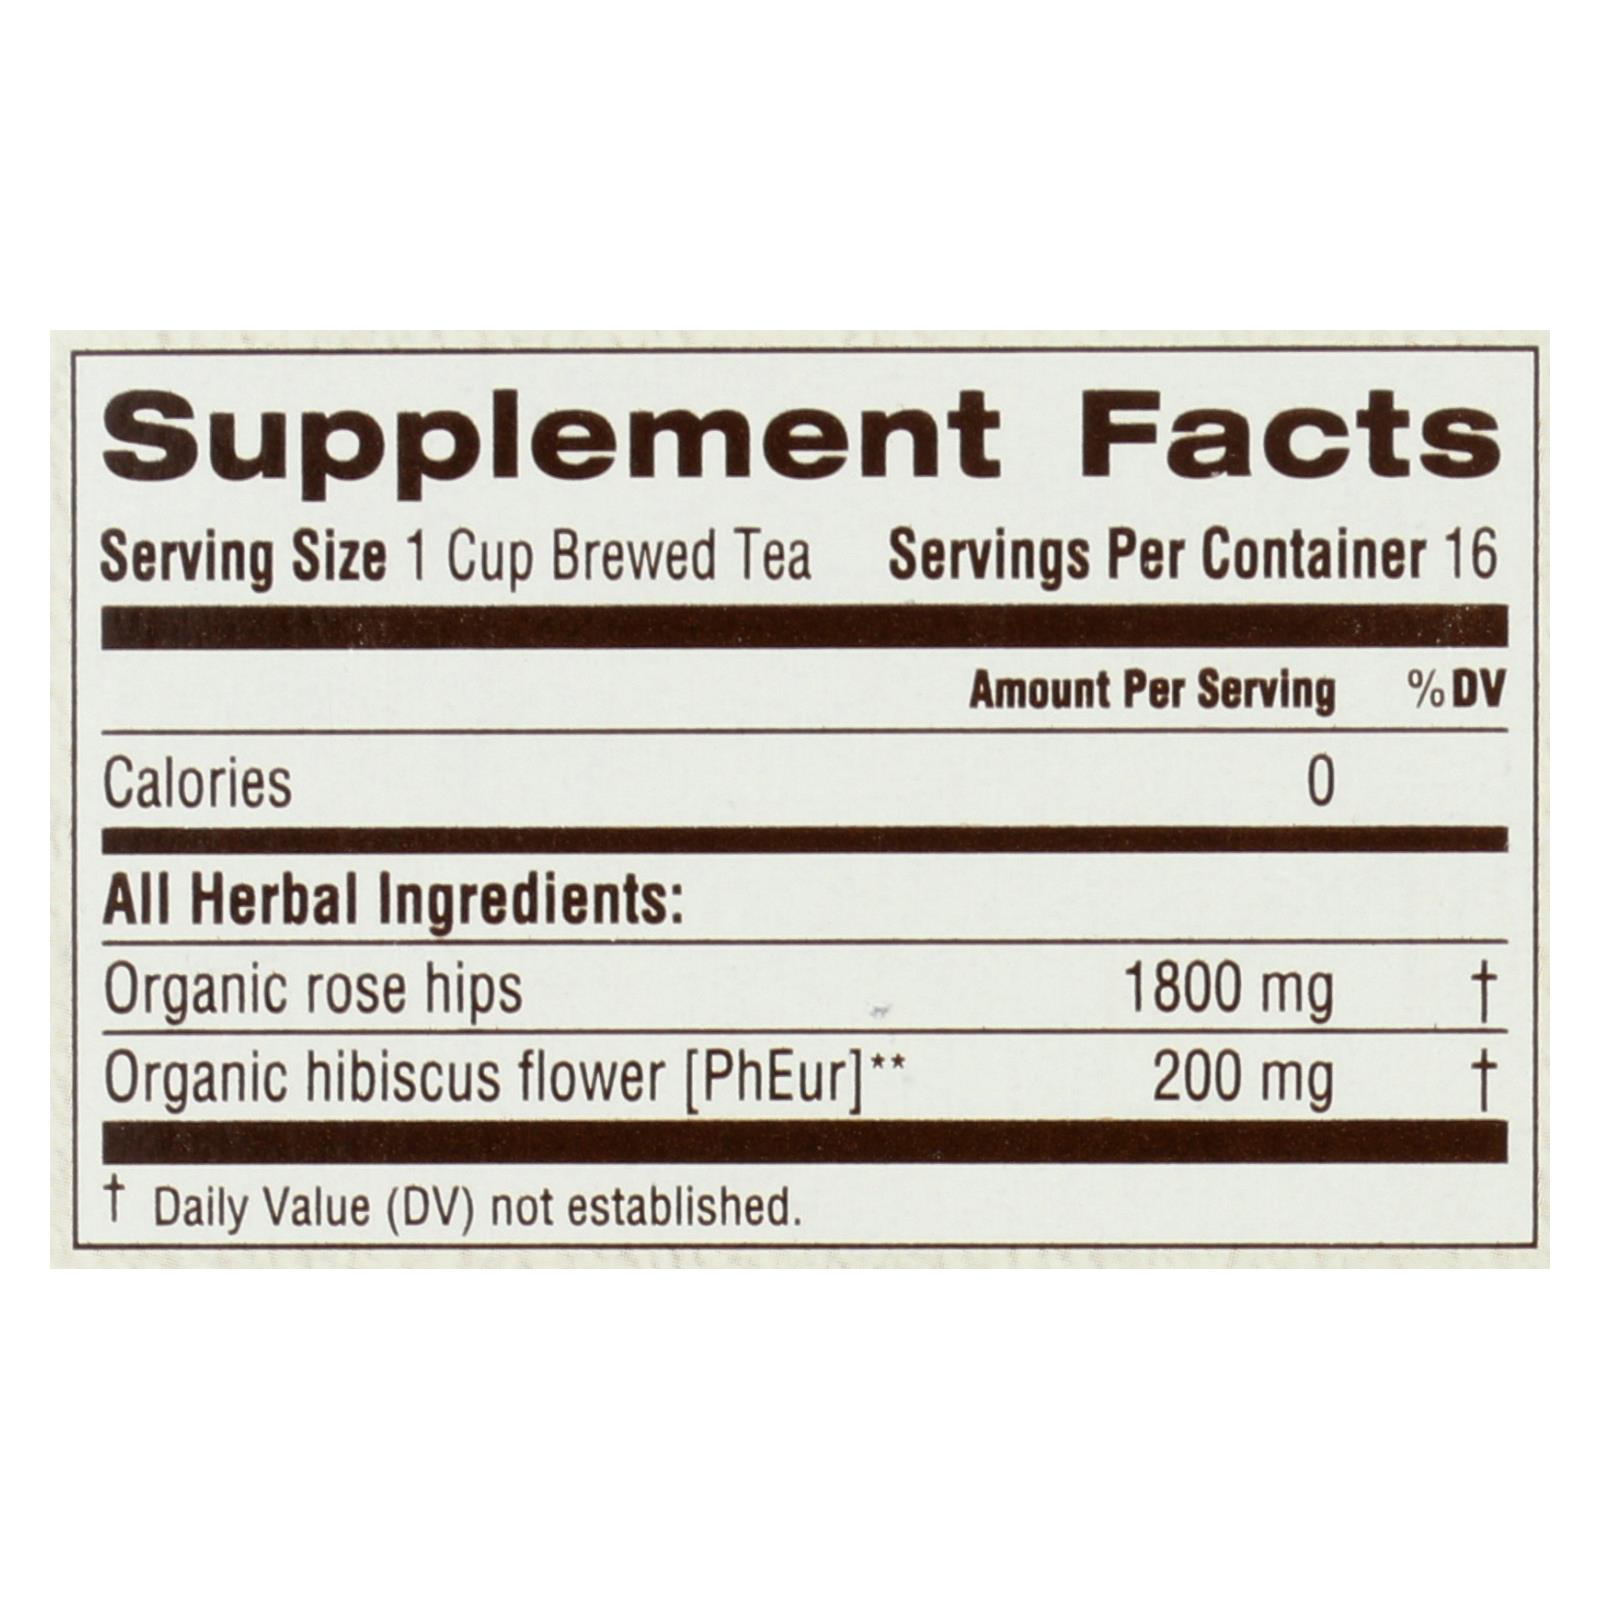 Supplement Facts
Serving Size 1 Cup Brewed Tea Servings Per Container 16
Amount Per Serving %DV
Calories 0
All Herbal Ingredients:
Organic rose hips 1800 mg †
Organic hibiscus flower [PhEur]** 200 mg †
† Daily Value (DV) not established.